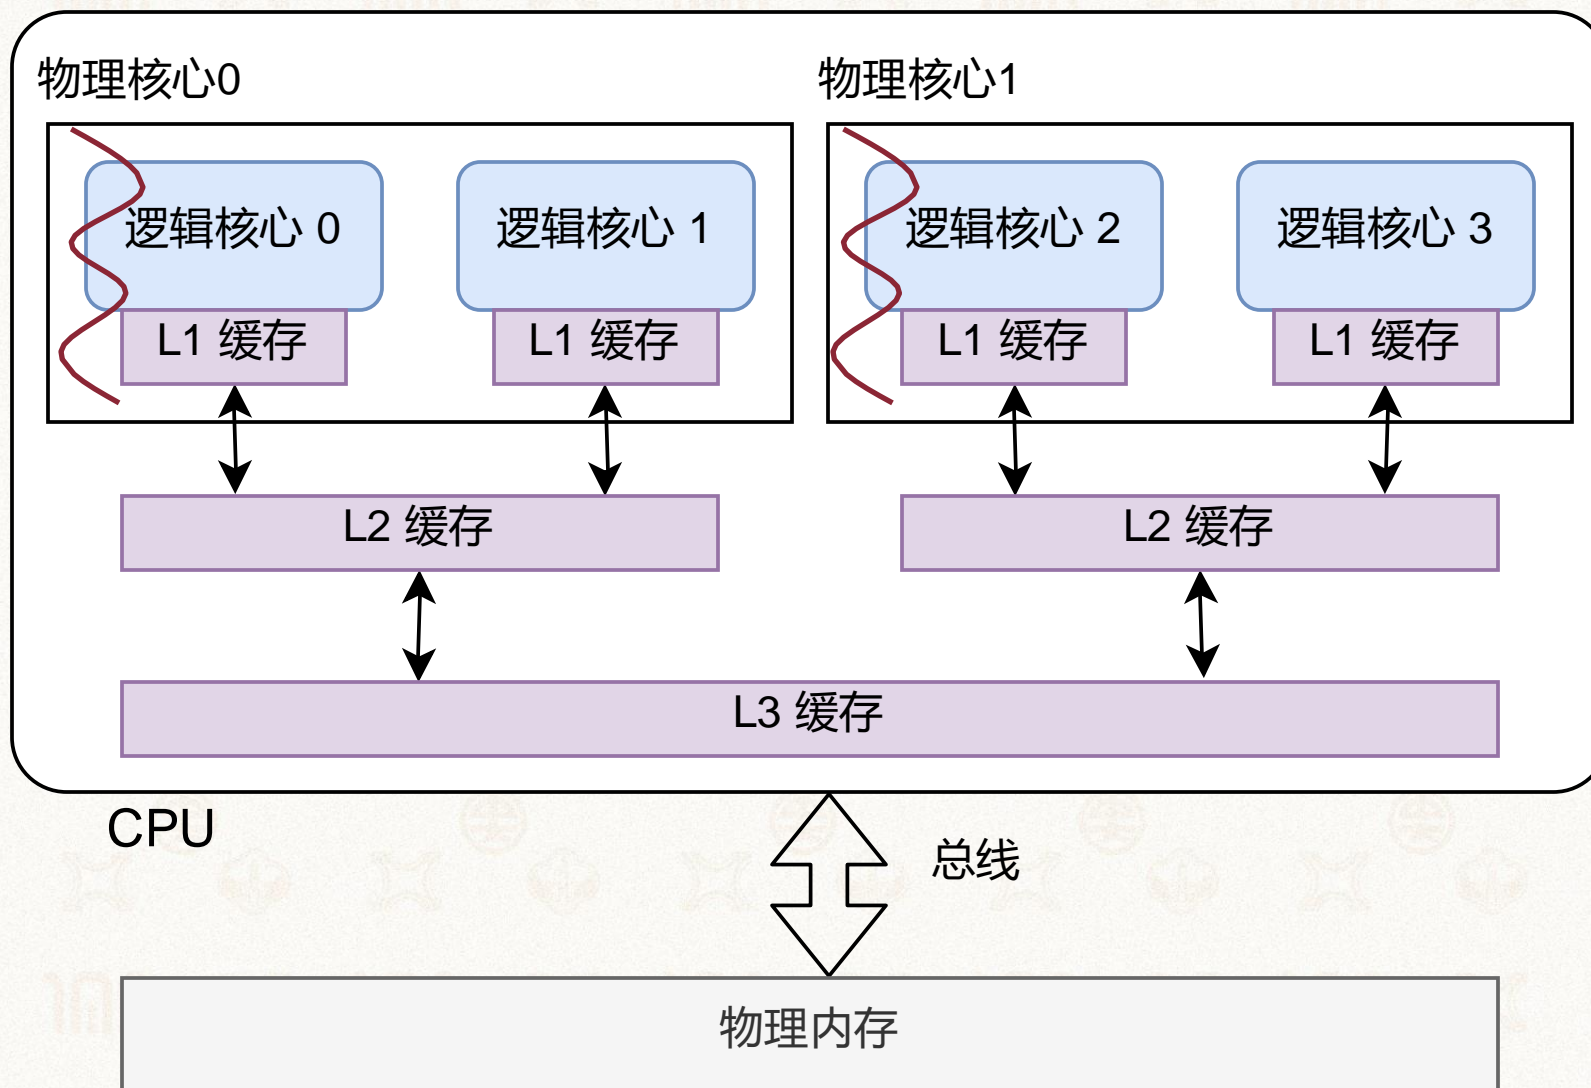 物理核心0
物理核心1
逻辑核心 0
逻辑核心 1
逻辑核心 2
逻辑核心 3
L1 缓存
L1 缓存
L1 缓存
L1 缓存
L2 缓存
L2 缓存
L3 缓存
CPU
总线
物理内存